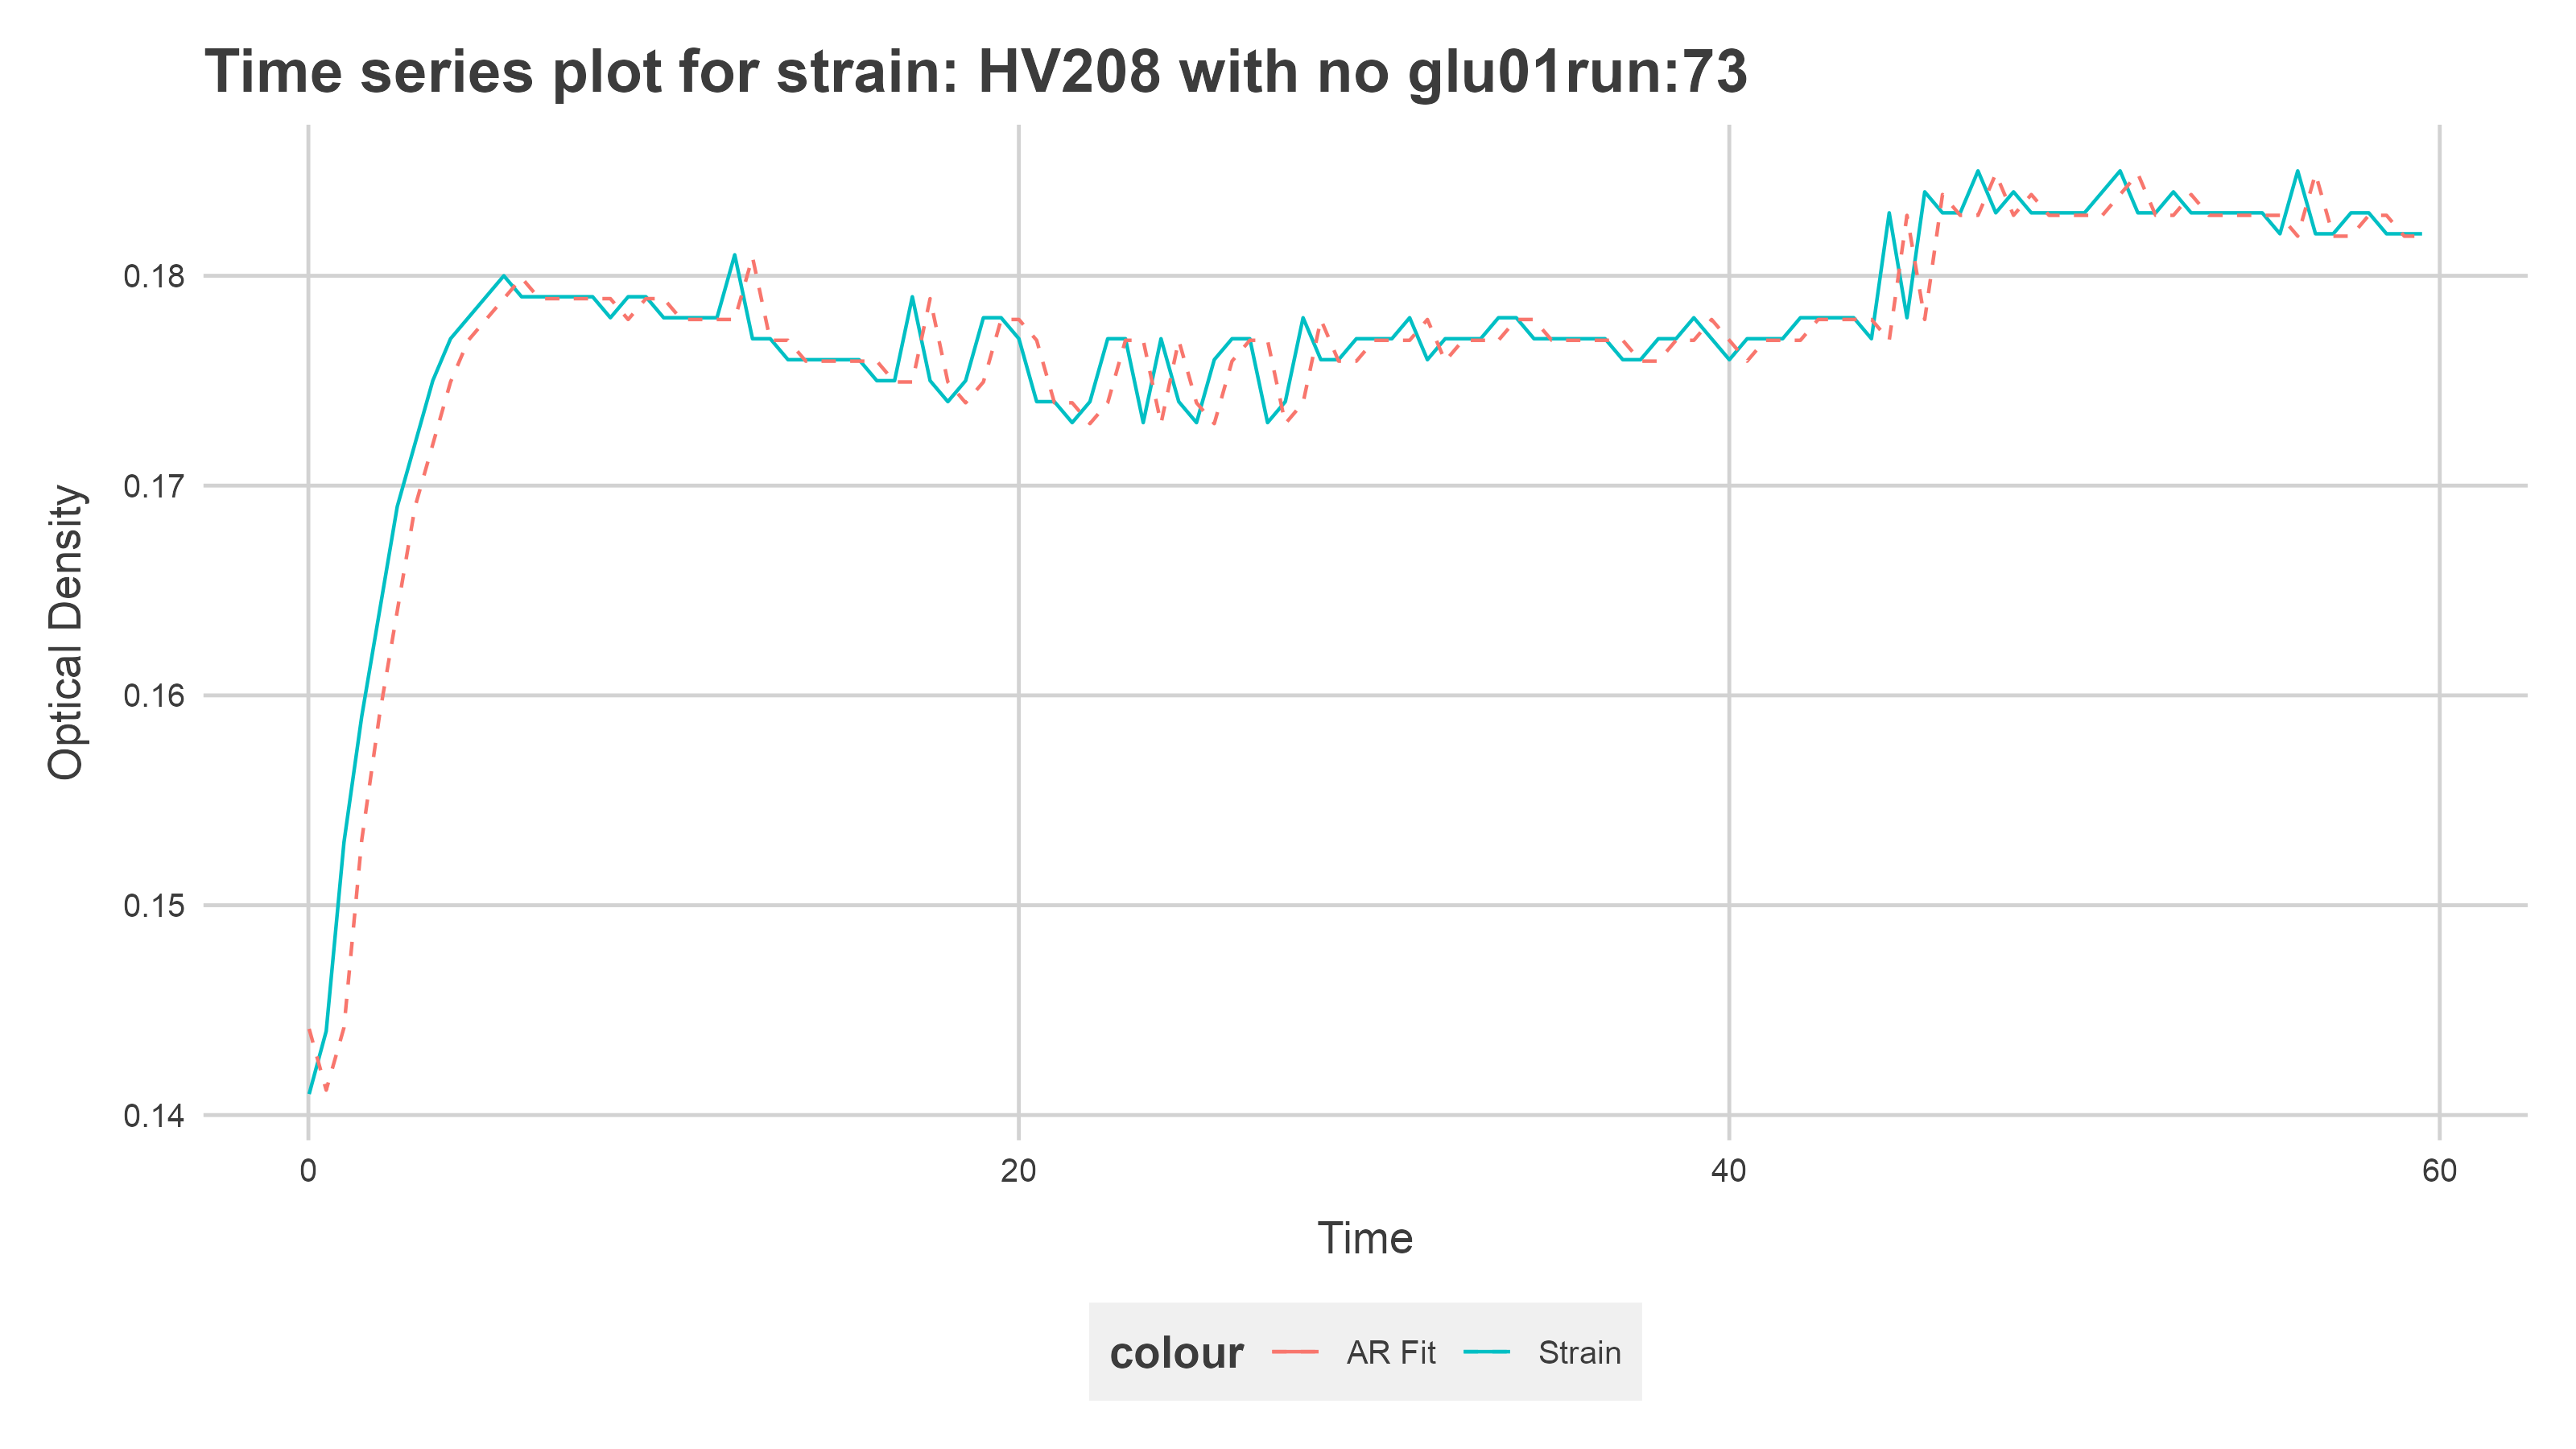 Time series plot for strain: HV208 with no glu01run:73
Optical Density
0.18
0.17
0.16
0.15
0.14
0 20 40 60
Time
colour AR Fit Strain